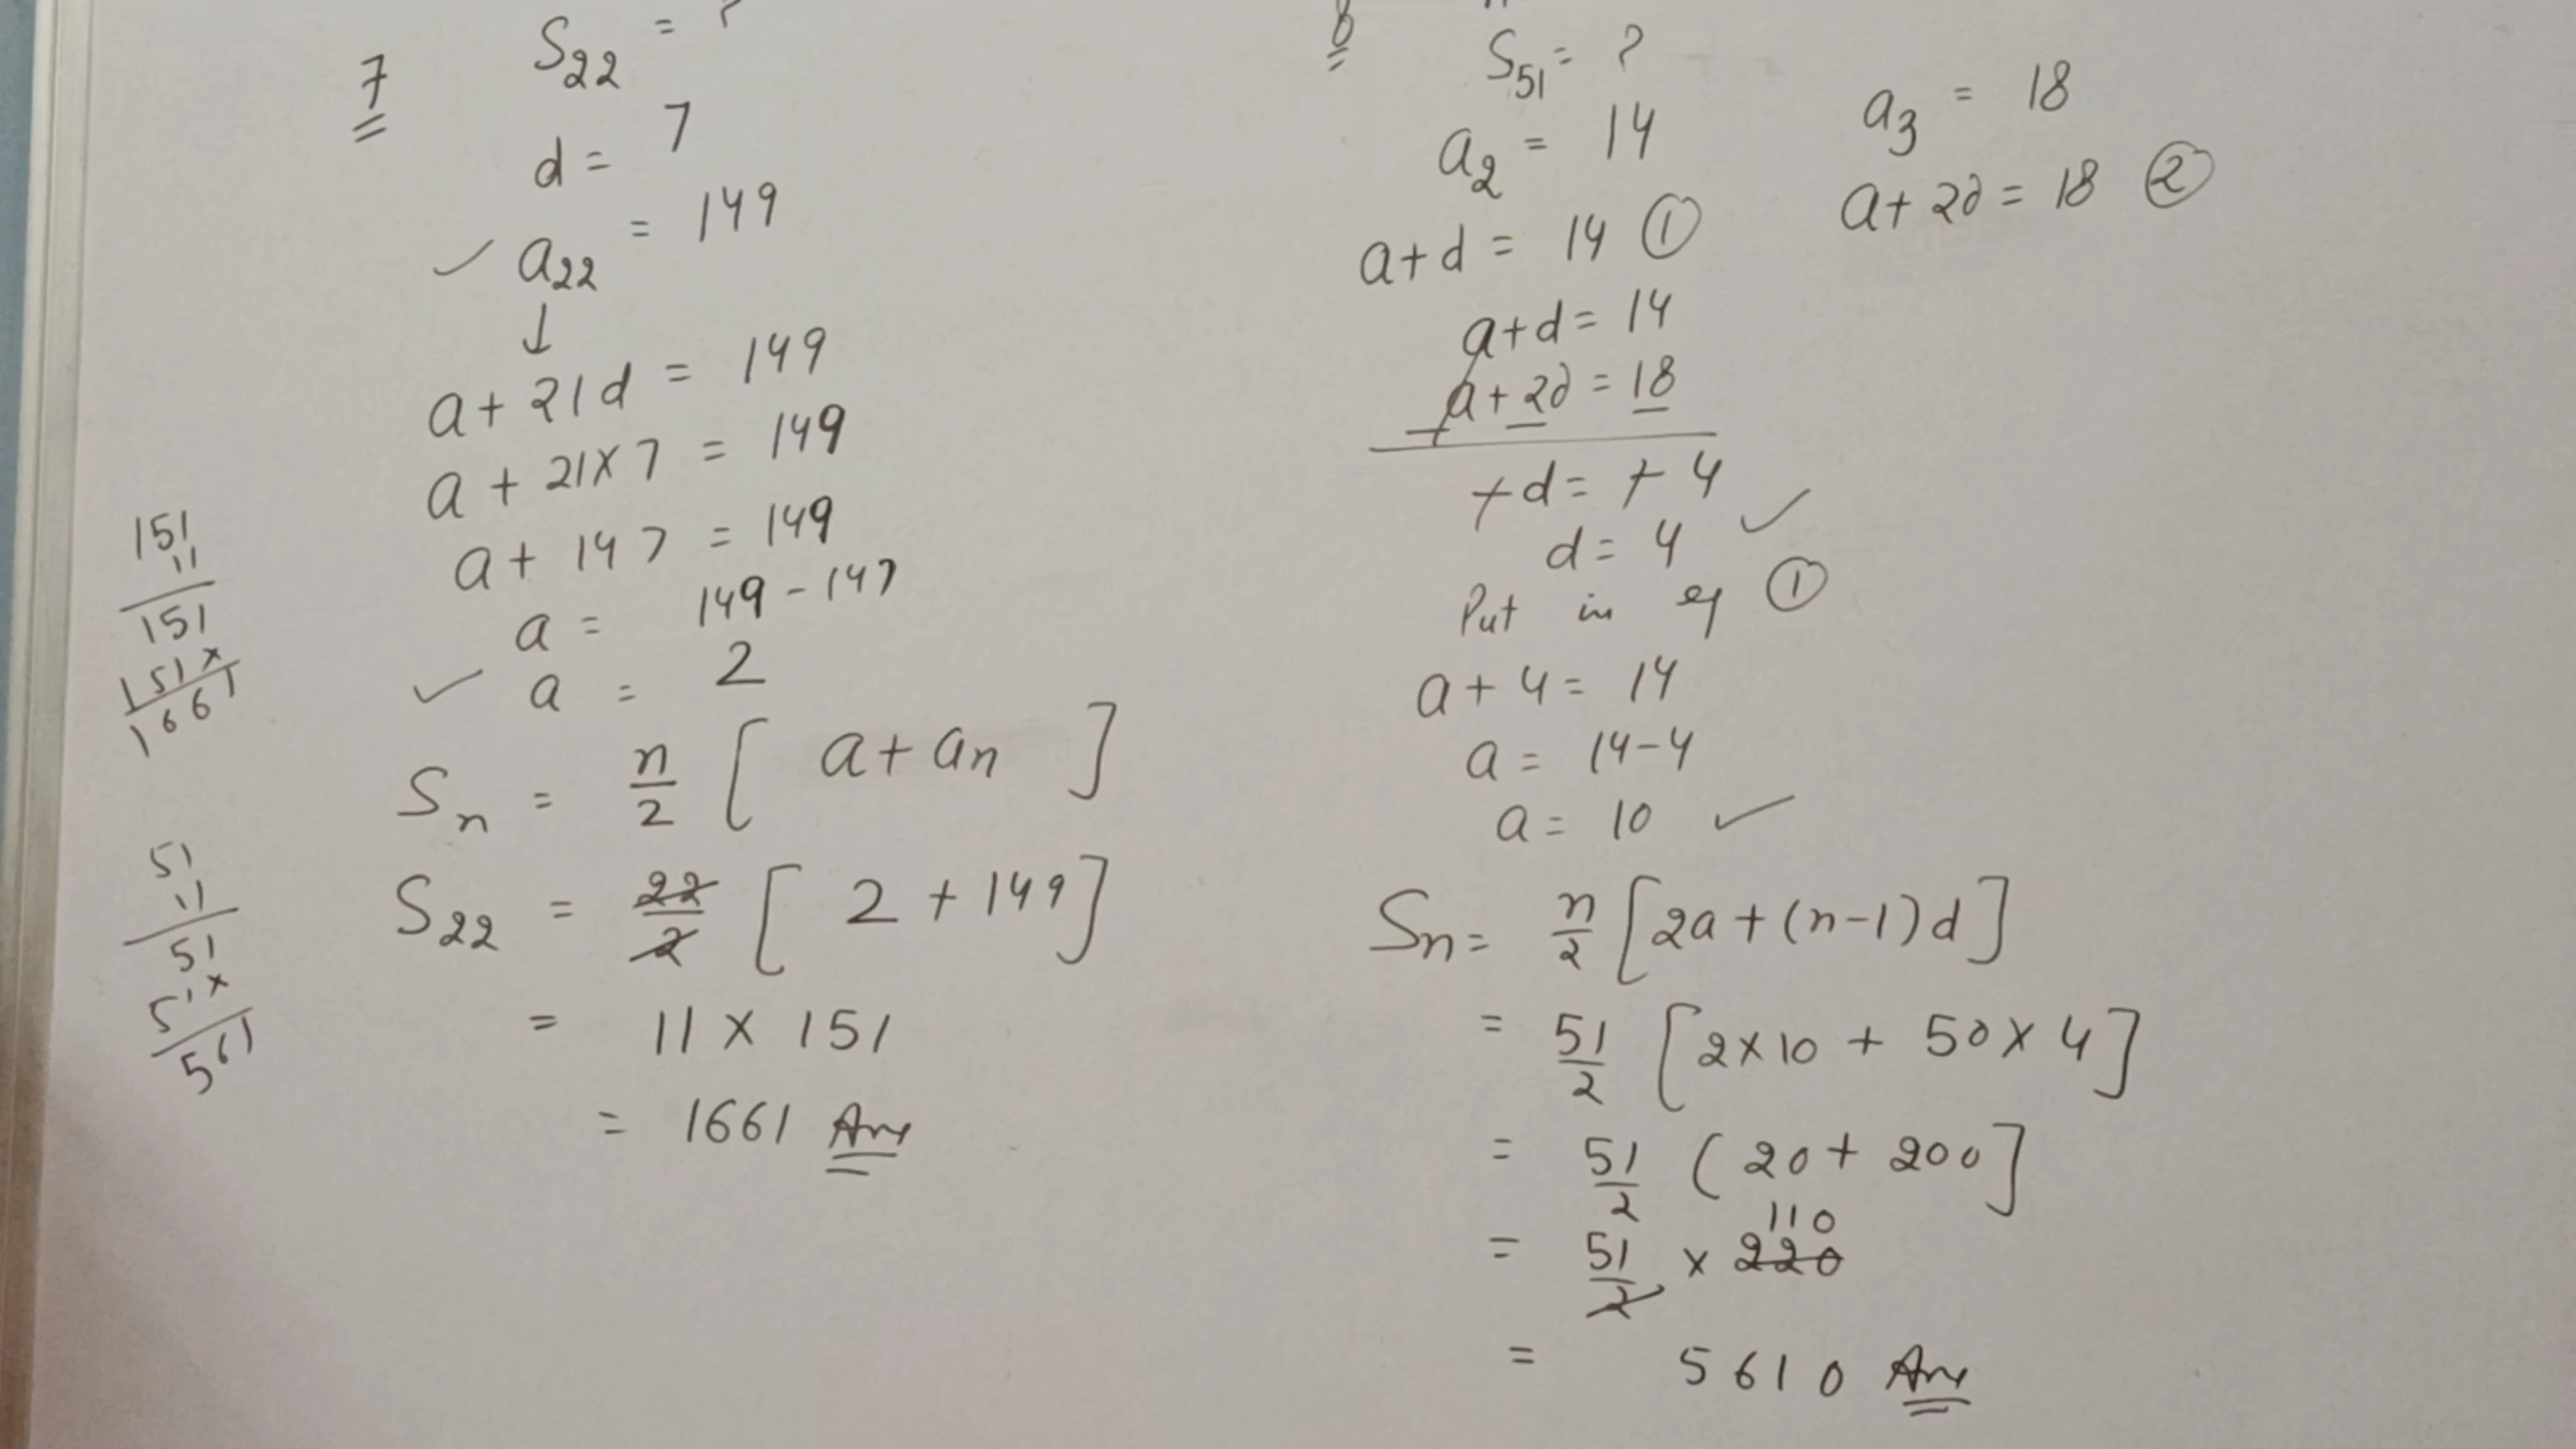 7
S₂₂ = ?
d = 7
✓ a₂₂ = 149
↓
a + 21d = 149
a + 21 × 7 = 149
a + 147 = 149
a = 149 - 147
✓ a = 2
Sₙ = n/2 [ a + aₙ ]
S₂₂ = 22/2 [ 2 + 149 ]
= 11 × 151
= 1661 Ans
151
11
151
151×
1661
51
11
51
51×
561
8
S₅₁ = ?
a₂ = 14
a₃ = 18
a + d = 14 ①
a + 2d = 18 ②
a + d = 14
a + 2d = 18
+d = +4
d = 4 ✓
Put in eq ①
a + 4 = 14
a = 14 - 4
a = 10 ✓
Sₙ = n/2 [2a + (n-1)d]
= 51/2 [2×10 + 50×4]
= 51/2 (20 + 200]
110
= 51/2 × 220
= 5610 Ans